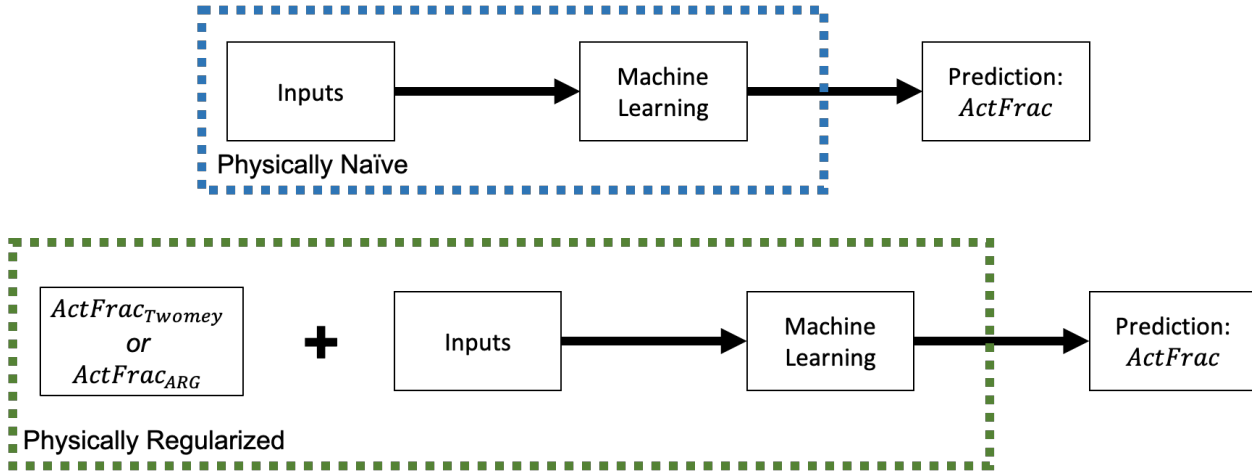 Inputs
Machine
Learning
Prediction:
ActFrac
Physically Naïve
ActFrac_Twomey
or
ActFrac_ARG
+
Inputs
Machine
Learning
Prediction:
ActFrac
Physically Regularized